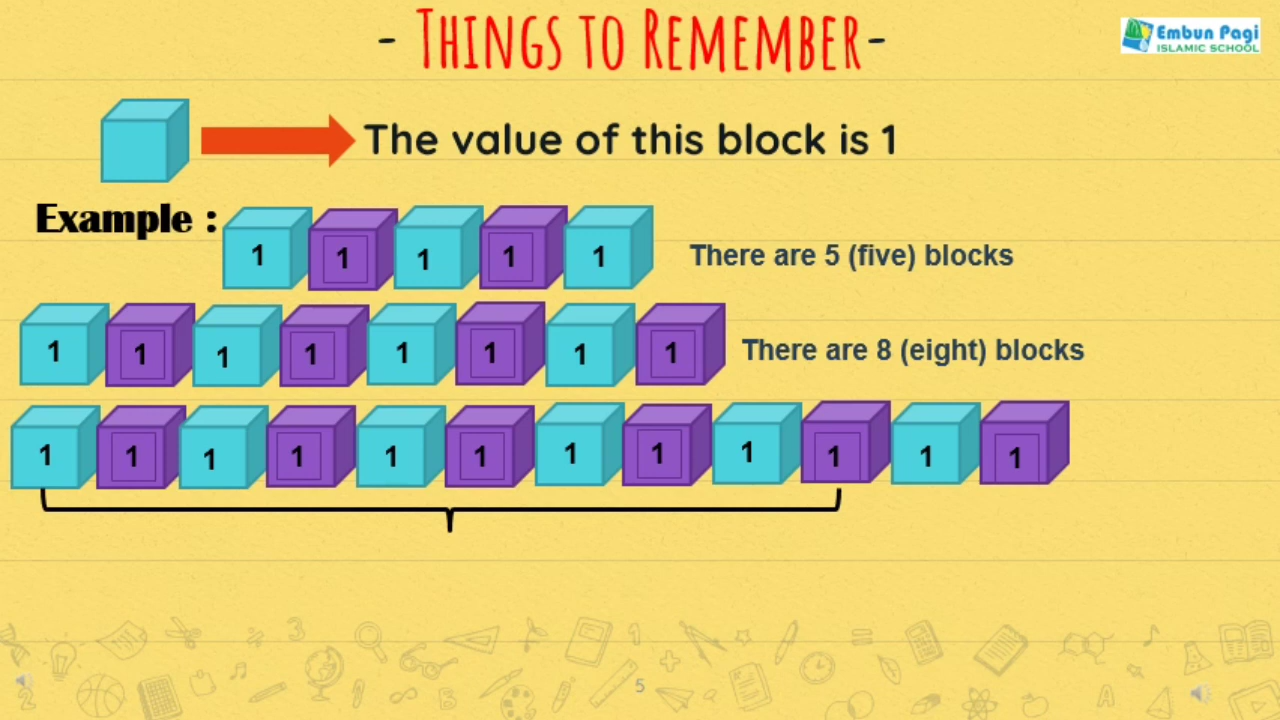 - Things to Remember-
Embun Pagi
ISLAMIC SCHOOL
The value of this block is 1
Example :
1 1 1 1 1
There are 5 (five) blocks
1 1 1 1 1 1 1 1
There are 8 (eight) blocks
1 1 1 1 1 1 1 1 1 1 1 1
5